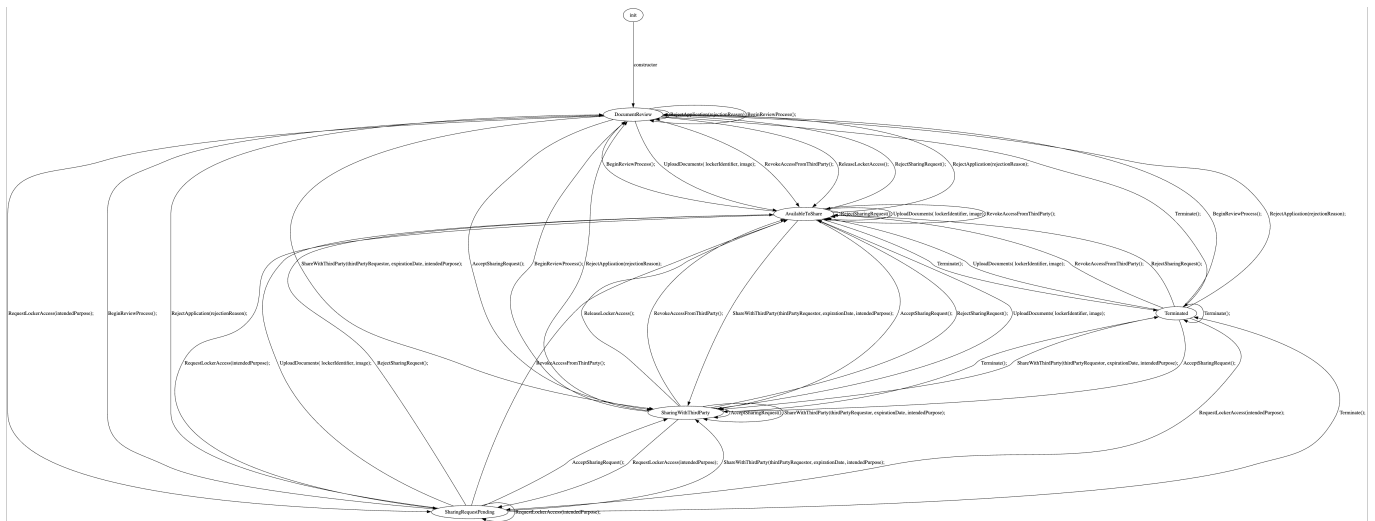 init
constructor
DocumentReview
RejectApplication(rejectionReason);
BeginReviewProcess();
BeginReviewProcess();
UploadDocuments( lockerIdentifier, image);
RevokeAccessFromThirdParty();
ReleaseLockerAccess();
RejectSharingRequest();
RejectApplication(rejectionReason);
AvailableToShare
RejectSharingRequest();
UploadDocuments( lockerIdentifier, image);
RevokeAccessFromThirdParty();
Terminate();
BeginReviewProcess();
RejectApplication(rejectionReason);
ShareWithThirdParty(thirdPartyRequestor, expirationDate, intendedPurpose);
AcceptSharingRequest();
BeginReviewProcess();
RejectApplication(rejectionReason);
Terminate();
UploadDocuments( lockerIdentifier, image);
RevokeAccessFromThirdParty();
RejectSharingRequest();
RequestLockerAccess(intendedPurpose);
BeginReviewProcess();
RejectApplication(rejectionReason);
ReleaseLockerAccess();
RevokeAccessFromThirdParty();
ShareWithThirdParty(thirdPartyRequestor, expirationDate, intendedPurpose);
AcceptSharingRequest();
RejectSharingRequest();
UploadDocuments( lockerIdentifier, image);
Terminated
Terminate();
RequestLockerAccess(intendedPurpose);
UploadDocuments( lockerIdentifier, image);
RejectSharingRequest();
RevokeAccessFromThirdParty();
Terminate();
ShareWithThirdParty(thirdPartyRequestor, expirationDate, intendedPurpose);
AcceptSharingRequest();
SharingWithThirdParty
AcceptSharingRequest();
ShareWithThirdParty(thirdPartyRequestor, expirationDate, intendedPurpose);
RequestLockerAccess(intendedPurpose);
Terminate();
AcceptSharingRequest();
RequestLockerAccess(intendedPurpose);
ShareWithThirdParty(thirdPartyRequestor, expirationDate, intendedPurpose);
SharingRequestPending
RequestLockerAccess(intendedPurpose);